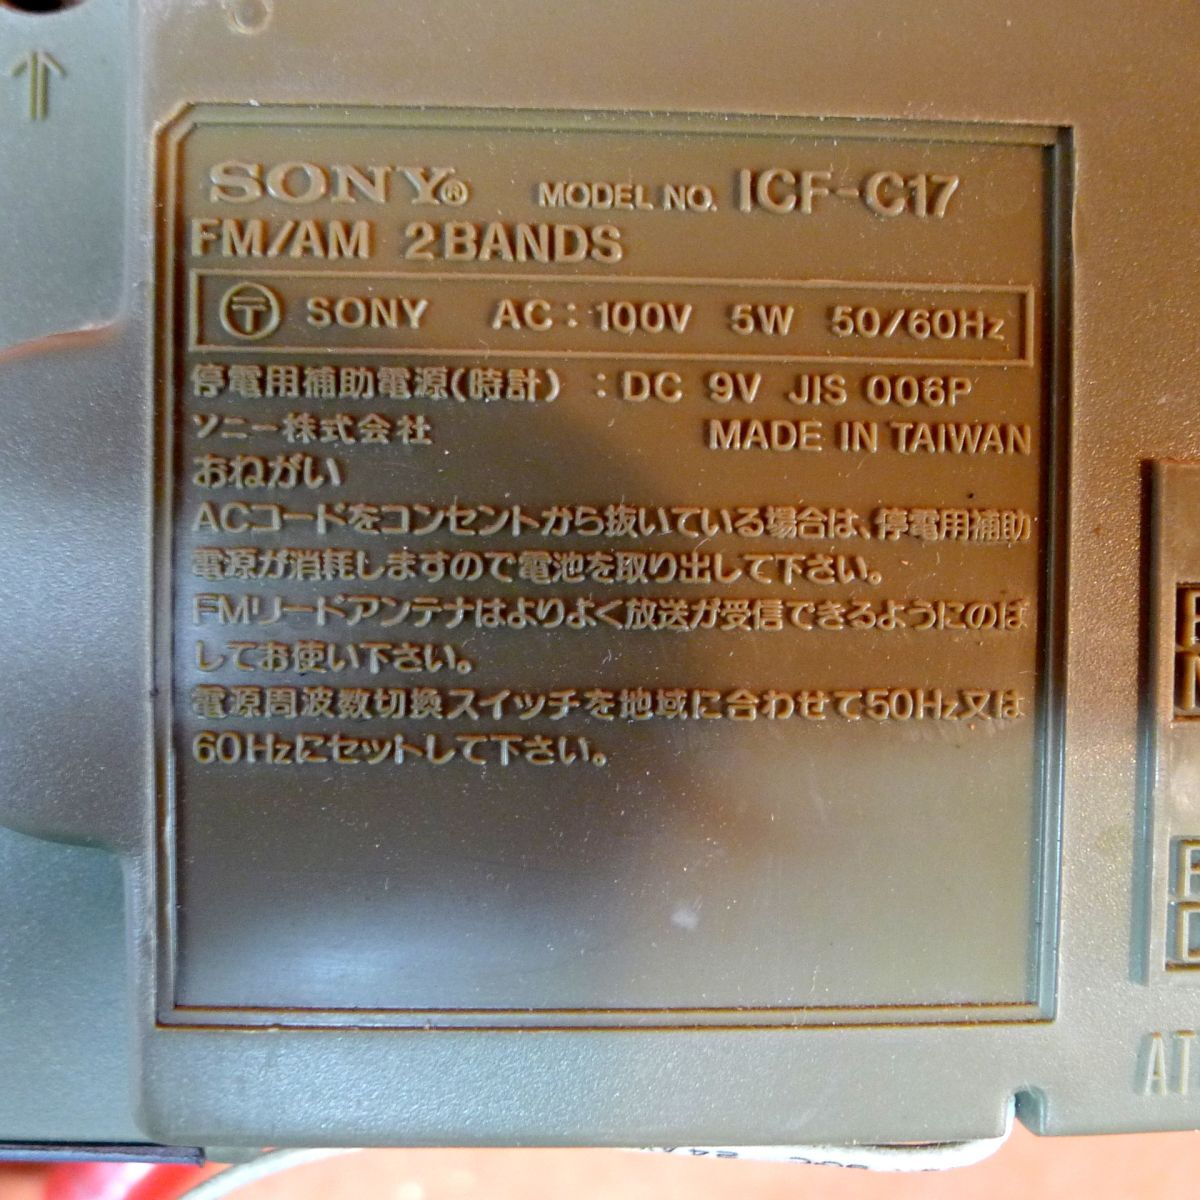 SONY® MODEL NO. ICF-C17
FM/AM 2BANDS
〒 SONY AC: 100V 5W 50/60Hz
停電用補助電源(時計) : DC 9V JIS 006P
ソニー株式会社 MADE IN TAIWAN
おねがい
ACコードをコンセントから抜いている場合は、停電用補助
電源が消耗しますので電池を取り出して下さい。
FMリードアンテナはよりよく放送が受信できるようにのば
してお使い下さい。
電源周波数切換スイッチを地域に合わせて50Hz又は
60Hzにセットして下さい。
AT